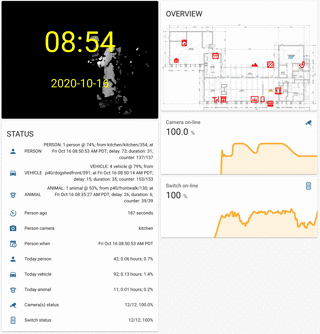 08:54
2020-10-16
STATUS
PERSON
PERSON: 1 person @ 74%; from kitchen/kitchen/354; at
Fri Oct 16 08:50:53 AM PDT; delay: 73; duration: 31;
counter: 137/137
VEHICLE
VEHICLE: 4 vehicle @ 79%; from
p40/dogshedfront/091; at Fri Oct 16 08:50:14 AM PDT;
delay: 15; duration: 35; counter: 153/153
ANIMAL
ANIMAL: 1 animal @ 53%; from p40/frontwalk/130; at
Fri Oct 16 08:35:27 AM PDT; delay: 26; duration: 6;
counter: 39/39
Person ago
187 seconds
Person camera
kitchen
Person when
Fri Oct 16 08:50:53 AM PDT
Today person
42; 0.06 hours; 0.7%
Today vehicle
92; 0.13 hours; 1.4%
Today animal
11; 0.01 hours; 0.2%
Camera(s) status
12/12; 100.0%
Switch status
12/12; 100%
OVERVIEW
Camera on-line
100.0 %
Switch on-line
100 %